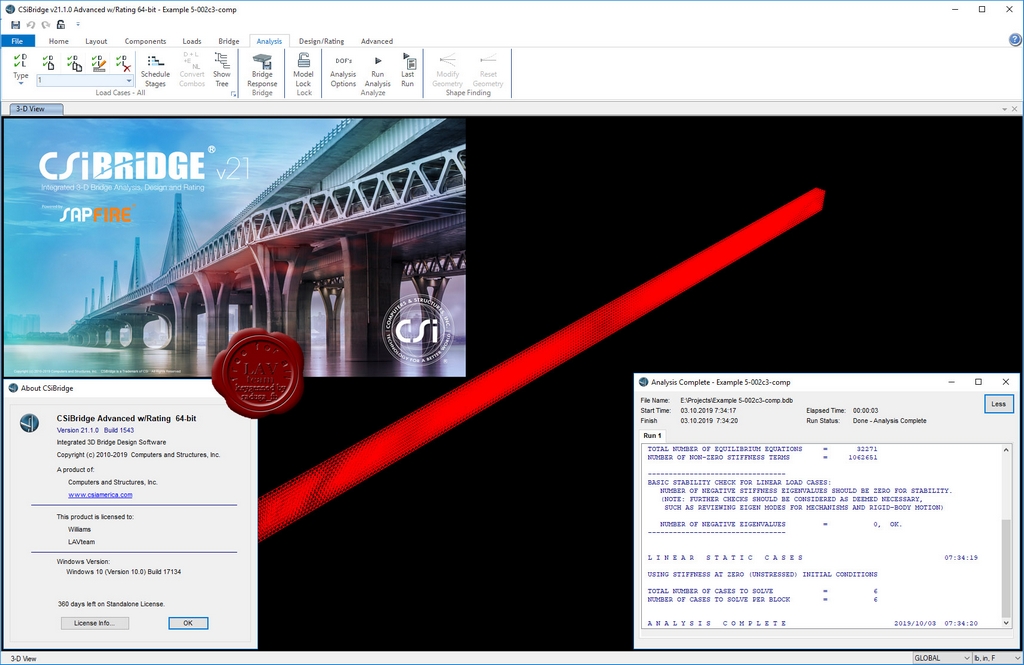 CSiBridge v21.1.0 Advanced w/Rating 64-bit - Example 5-002c3-comp
File
Home
Layout
Components
Loads
Bridge
Analysis
Design/Rating
Advanced
Type
1
Load Cases - All
Schedule Stages
Convert Combos
Show Tree
Bridge Response
Bridge
Model Lock
Lock
DOFs
Analysis Options
Run Analysis
Last Run
Analyze
Modify Geometry
Reset Geometry
Shape Finding
3-D View
CSiBRiDGE® v21
Integrated 3-D Bridge Analysis, Design and Rating
Powered by
SAPFIRE
COMPUTERS & STRUCTURES, INC.
CSi
TECHNOLOGY FOR A BETTER WORLD
LAV
team
About CSiBridge
CSiBridge Advanced w/Rating 64-bit
Version 21.1.0 Build 1543
Integrated 3D Bridge Design Software
Copyright (c) 2010-2019 Computers and Structures, Inc.
A product of:
Computers and Structures, Inc.
www.csiamerica.com
This product is licensed to:
Williams
LAVteam
Windows Version:
Windows 10 (Version 10.0) Build 17134
360 days left on Standalone License.
License Info...
OK
Analysis Complete - Example 5-002c3-comp
File Name: E:\Projects\Example 5-002c3-comp.bdb
Start Time: 03.10.2019 7:34:17 Elapsed Time: 00:00:03
Finish 03.10.2019 7:34:20 Run Status: Done - Analysis Complete
Less
Run 1
TOTAL NUMBER OF EQUILIBRIUM EQUATIONS = 32271
NUMBER OF NON-ZERO STIFFNESS TERMS = 1062651
---------------------------------
BASIC STABILITY CHECK FOR LINEAR LOAD CASES:
NUMBER OF NEGATIVE STIFFNESS EIGENVALUES SHOULD BE ZERO FOR STABILITY.
(NOTE: FURTHER CHECKS SHOULD BE CONSIDERED AS DEEMED NECESSARY,
SUCH AS REVIEWING EIGEN MODES FOR MECHANISMS AND RIGID-BODY MOTION)
NUMBER OF NEGATIVE EIGENVALUES = 0, OK.
---------------------------------
L I N E A R   S T A T I C   C A S E S 07:34:19
USING STIFFNESS AT ZERO (UNSTRESSED) INITIAL CONDITIONS
TOTAL NUMBER OF CASES TO SOLVE = 6
NUMBER OF CASES TO SOLVE PER BLOCK = 6
A N A L Y S I S   C O M P L E T E 2019/10/03 07:34:20
3-D View
GLOBAL
lb, in, F